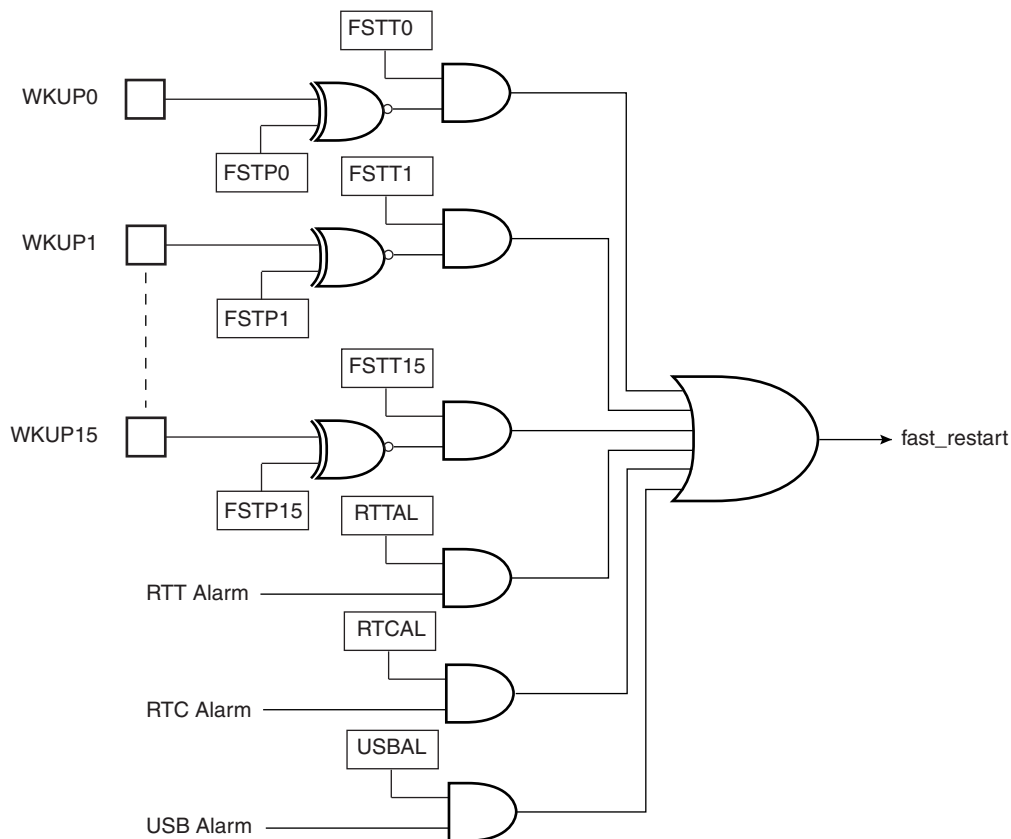 FSTT0
WKUP0
FSTP0
FSTT1
WKUP1
FSTP1
FSTT15
WKUP15
fast_restart
FSTP15
RTTAL
RTT Alarm
RTCAL
RTC Alarm
USBAL
USB Alarm